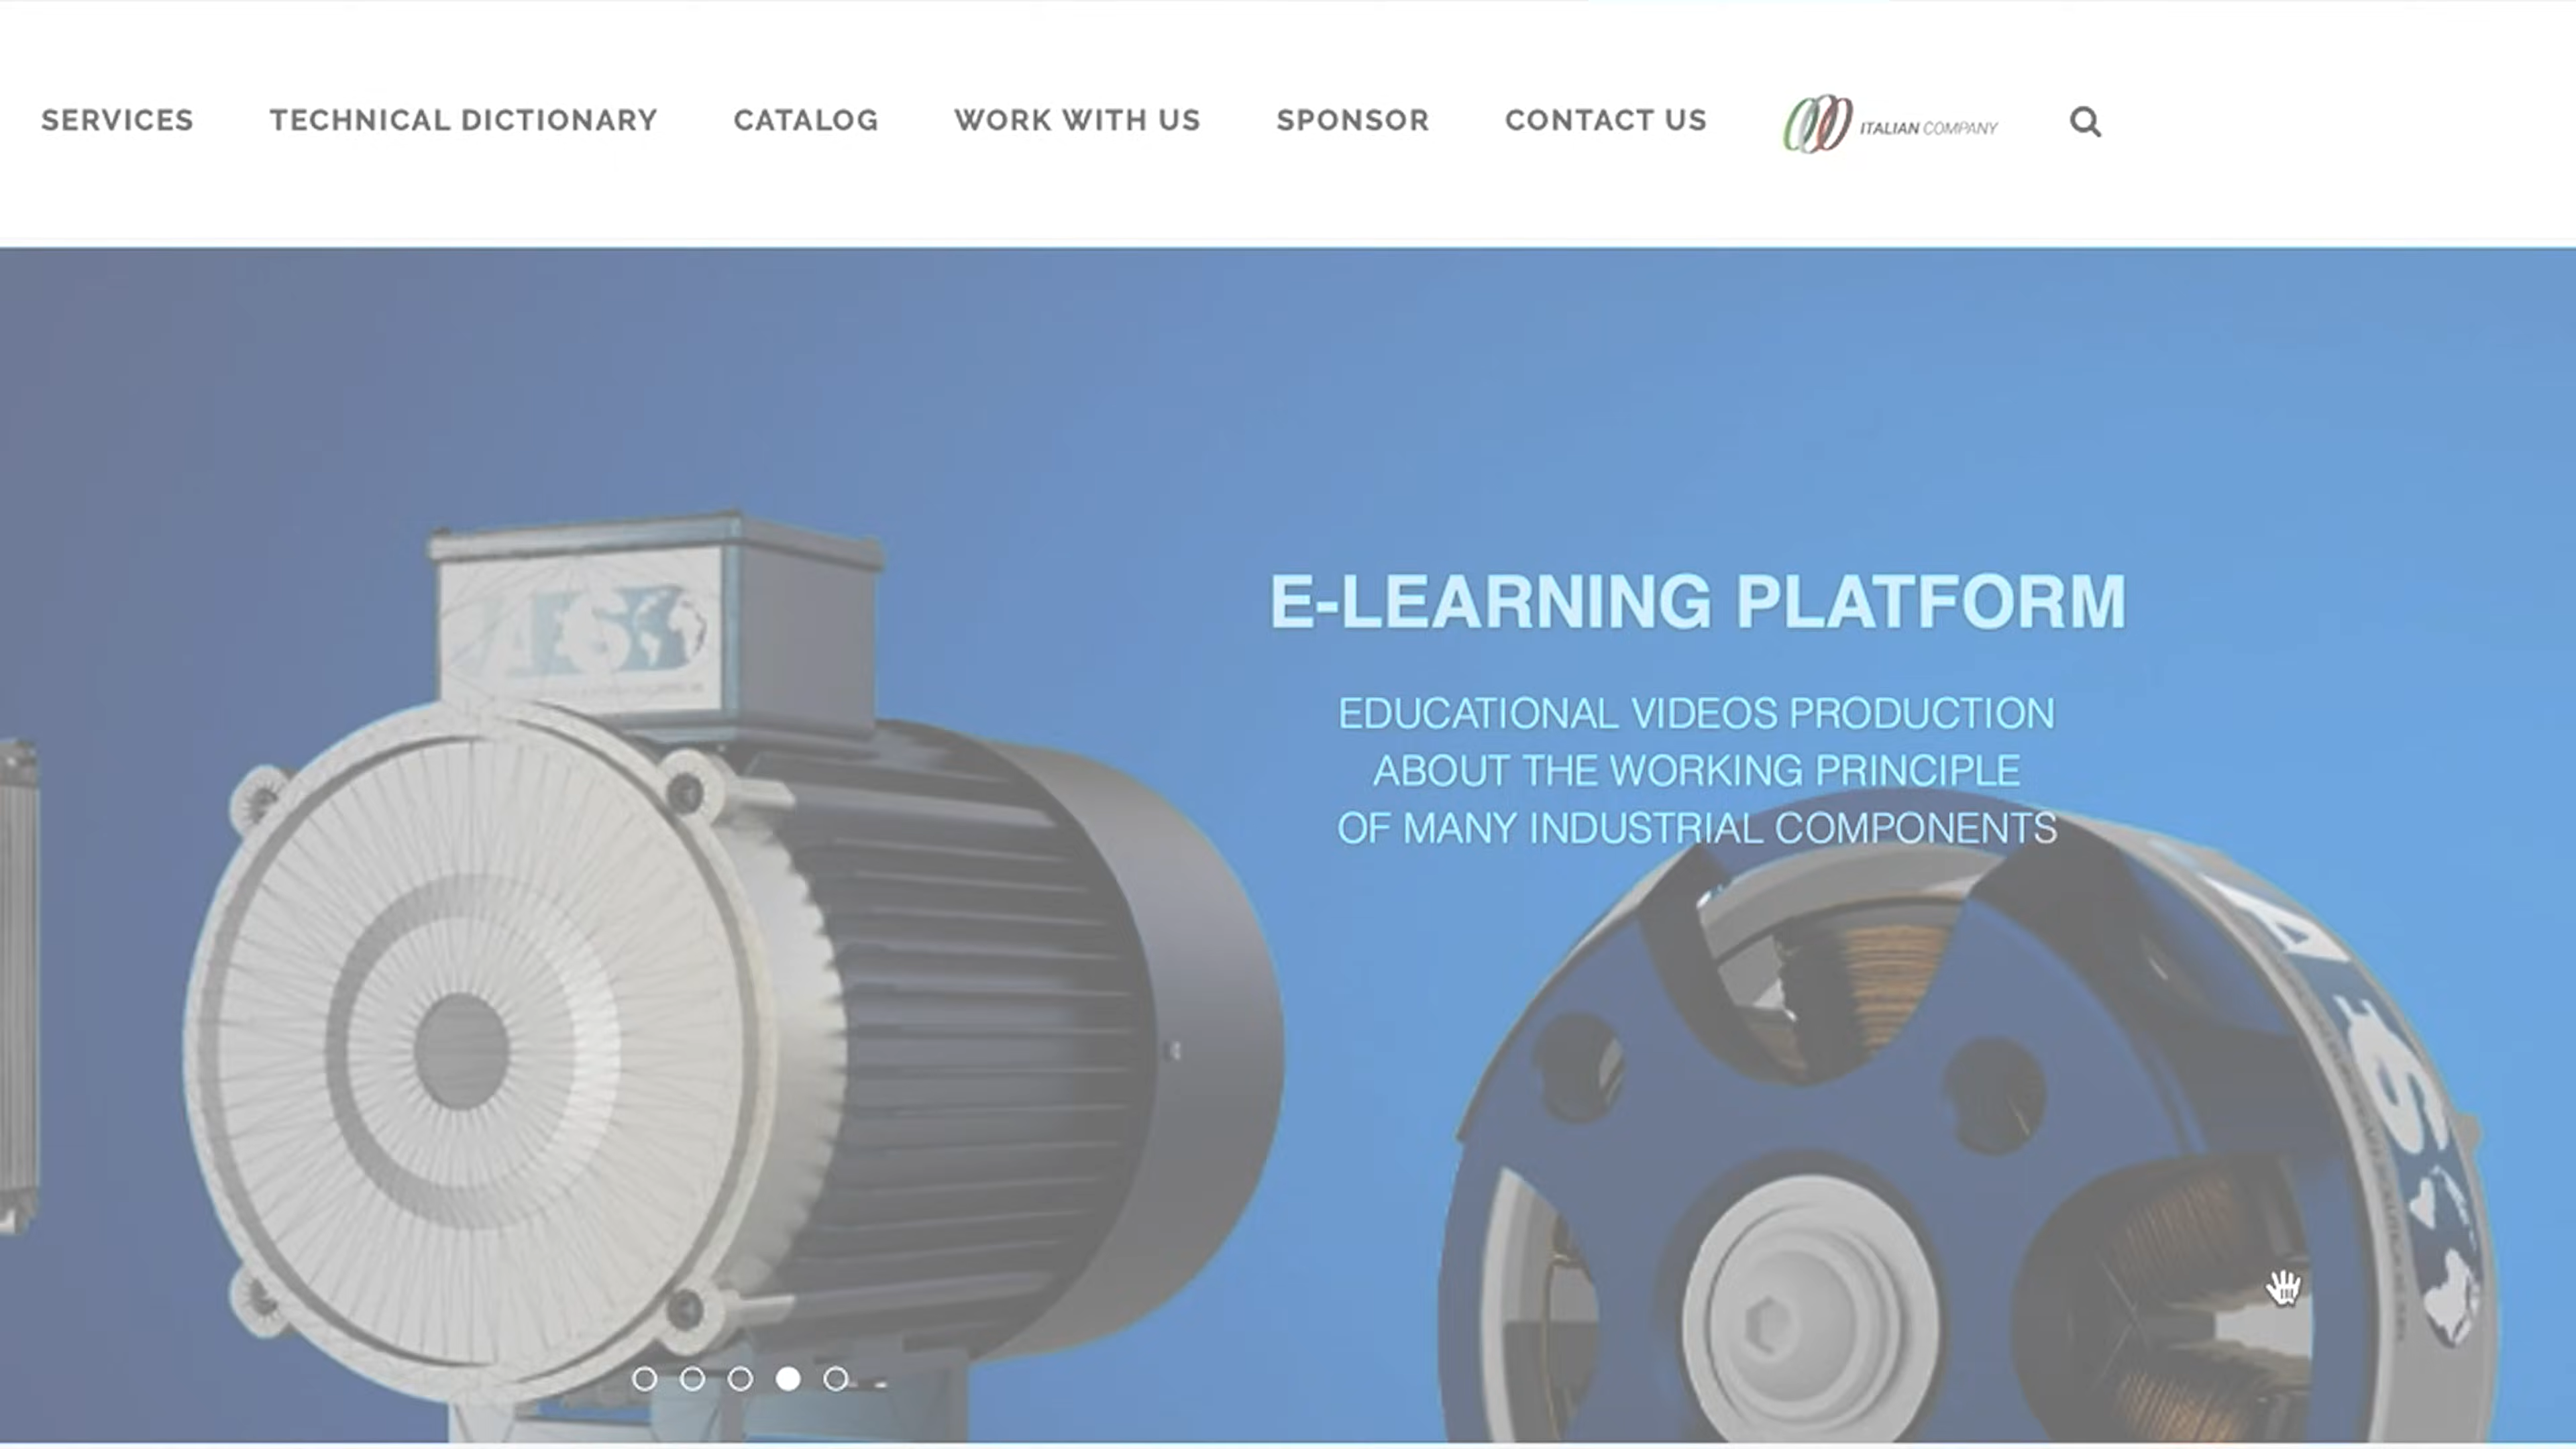 SERVICES
TECHNICAL DICTIONARY
CATALOG
WORK WITH US
SPONSOR
CONTACT US
ITALIAN COMPANY
E-LEARNING PLATFORM
EDUCATIONAL VIDEOS PRODUCTION
ABOUT THE WORKING PRINCIPLE
OF MANY INDUSTRIAL COMPONENTS